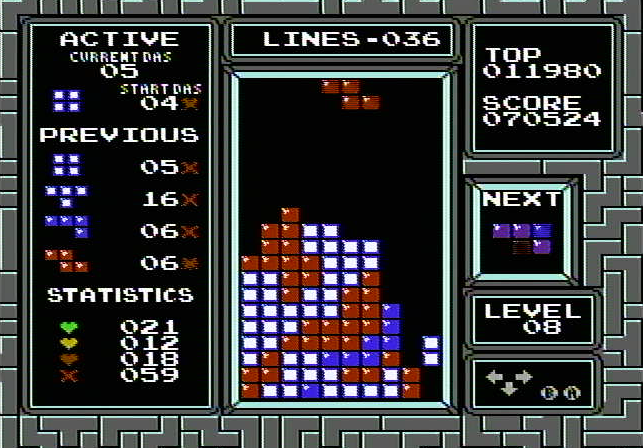 ACTIVE
CURRENT DAS
05
START DAS
04
PREVIOUS
05
16
06
06
STATISTICS
021
012
018
059
LINES-036
TOP
011980
SCORE
070524
NEXT
LEVEL
08
B A